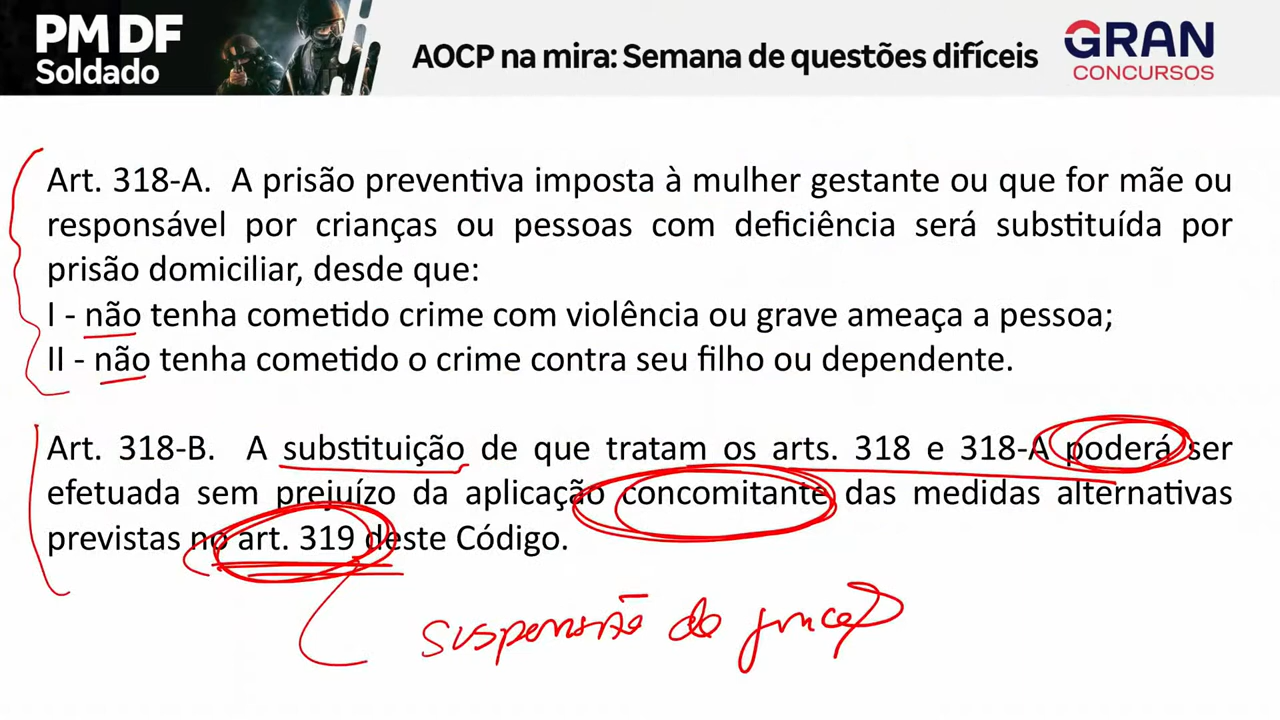 PM DF
Soldado
AOCP na mira: Semana de questões difíceis
GRAN
CONCURSOS
Art. 318-A. A prisão preventiva imposta à mulher gestante ou que for mãe ou
responsável por crianças ou pessoas com deficiência será substituída por
prisão domiciliar, desde que:
I - não tenha cometido crime com violência ou grave ameaça a pessoa;
II - não tenha cometido o crime contra seu filho ou dependente.
Art. 318-B. A substituição de que tratam os arts. 318 e 318-A poderá ser
efetuada sem prejuízo da aplicação concomitante das medidas alternativas
previstas no art. 319 deste Código.
suspensão do